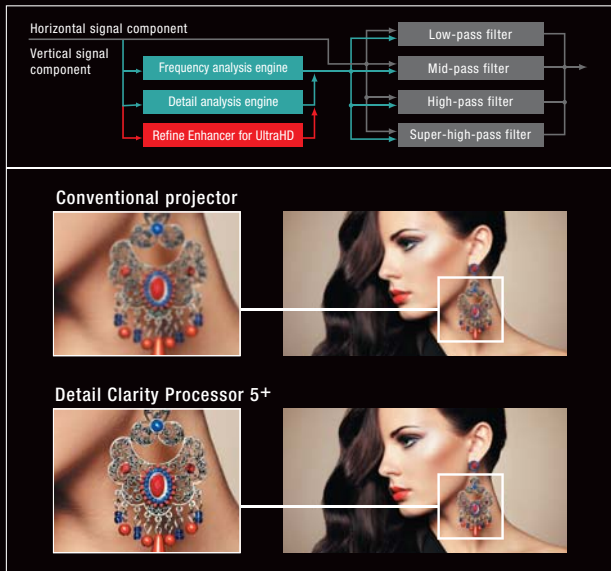 Horizontal signal component
Vertical signal
component
Frequency analysis engine
Detail analysis engine
Refine Enhancer for UltraHD
Low-pass filter
Mid-pass filter
High-pass filter
Super-high-pass filter
Conventional projector
Detail Clarity Processor 5+